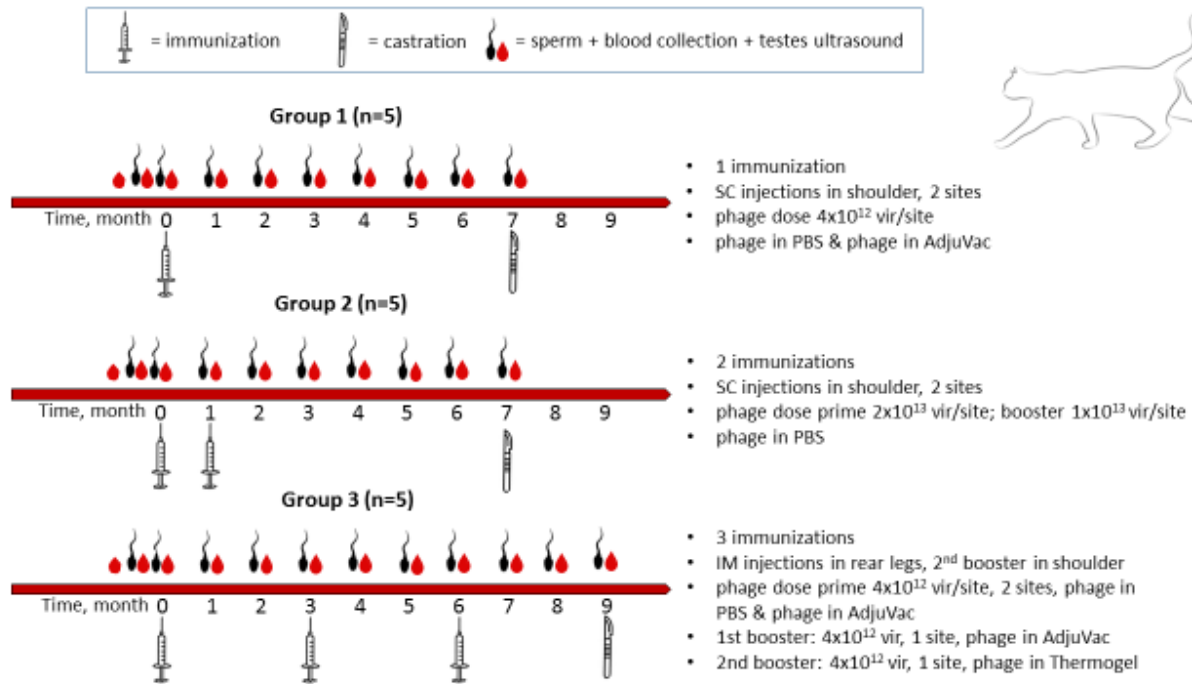 = immunization = castration = sperm + blood collection + testes ultrasound
Group 1 (n=5)
Time, month 0 1 2 3 4 5 6 7 8 9
• 1 immunization
• SC injections in shoulder, 2 sites
• phage dose 4x10¹² vir/site
• phage in PBS & phage in AdjuVac
Group 2 (n=5)
Time, month 0 1 2 3 4 5 6 7 8 9
• 2 immunizations
• SC injections in shoulder, 2 sites
• phage dose prime 2x10¹³ vir/site; booster 1x10¹³ vir/site
• phage in PBS
Group 3 (n=5)
Time, month 0 1 2 3 4 5 6 7 8 9
• 3 immunizations
• IM injections in rear legs, 2ⁿᵈ booster in shoulder
• phage dose prime 4x10¹² vir/site, 2 sites, phage in
PBS & phage in AdjuVac
• 1st booster: 4x10¹² vir, 1 site, phage in AdjuVac
• 2nd booster: 4x10¹² vir, 1 site, phage in Thermogel